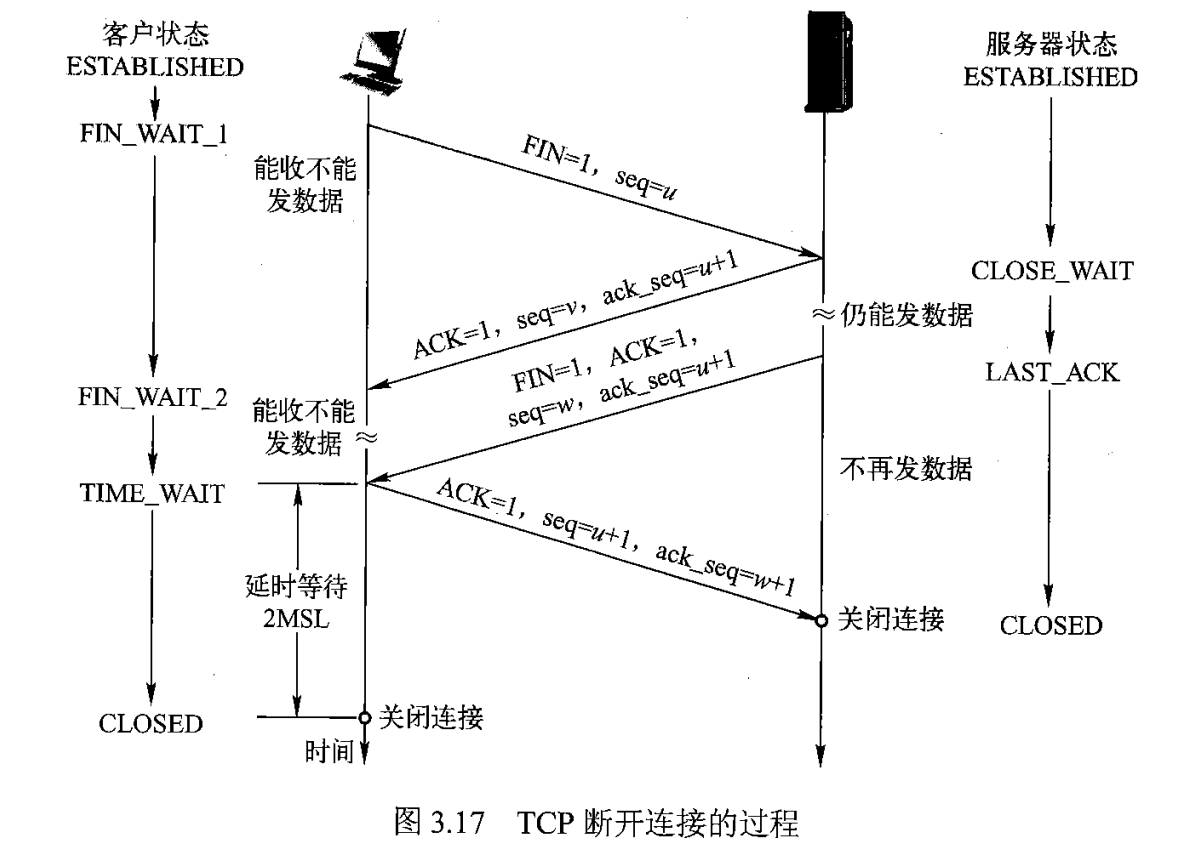 客户状态
ESTABLISHED
服务器状态
ESTABLISHED
FIN_WAIT_1
能收不能
发数据
FIN=1，seq=u
CLOSE_WAIT
ACK=1，seq=v，ack_seq=u+1
≈仍能发数据
FIN=1，ACK=1，
seq=w，ack_seq=u+1
LAST_ACK
FIN_WAIT_2
能收不能
发数据≈
不再发数据
TIME_WAIT
ACK=1，seq=u+1，ack_seq=w+1
延时等待
2MSL
关闭连接
CLOSED
CLOSED
关闭连接
时间
图 3.17 TCP 断开连接的过程